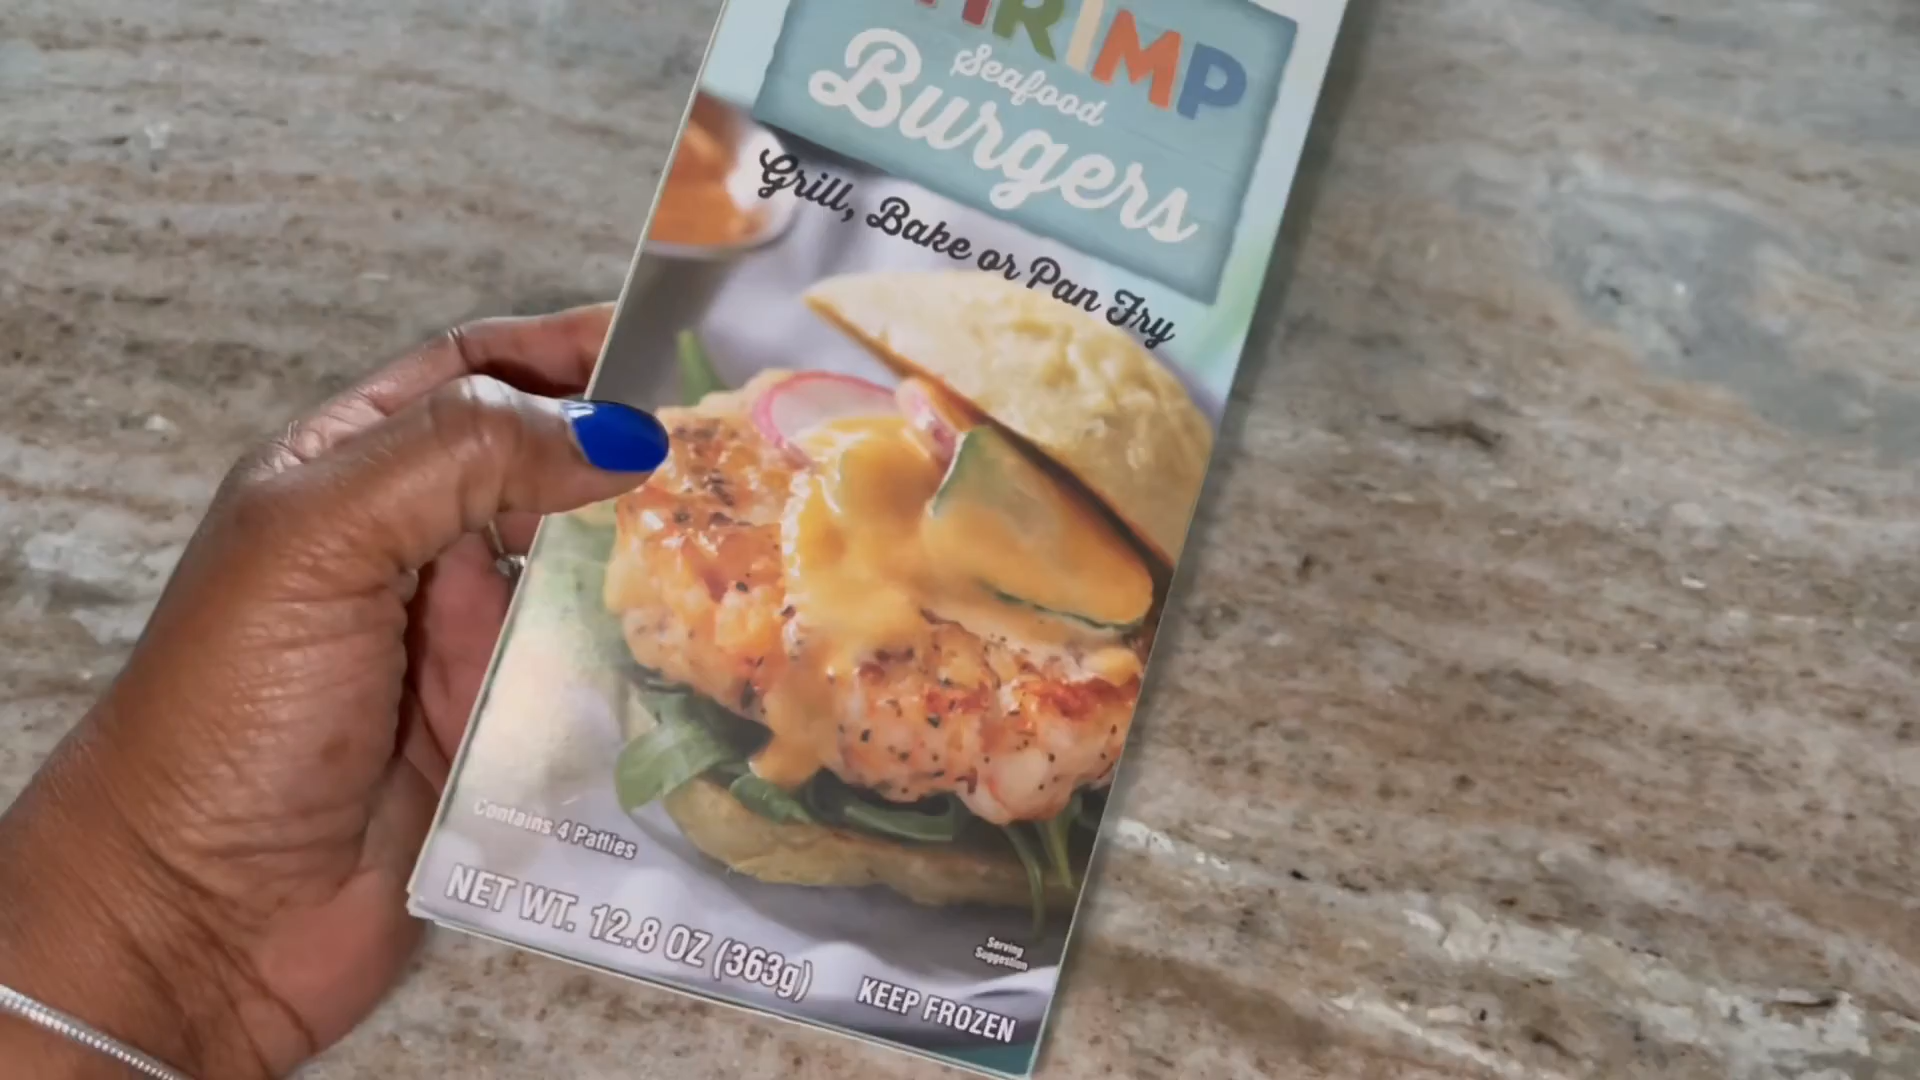 HRIMP
Seafood
Burgers
Grill, Bake or Pan Fry
Contains 4 Patties
NET WT. 12.8 OZ (363g)
Serving
Suggestion
KEEP FROZEN